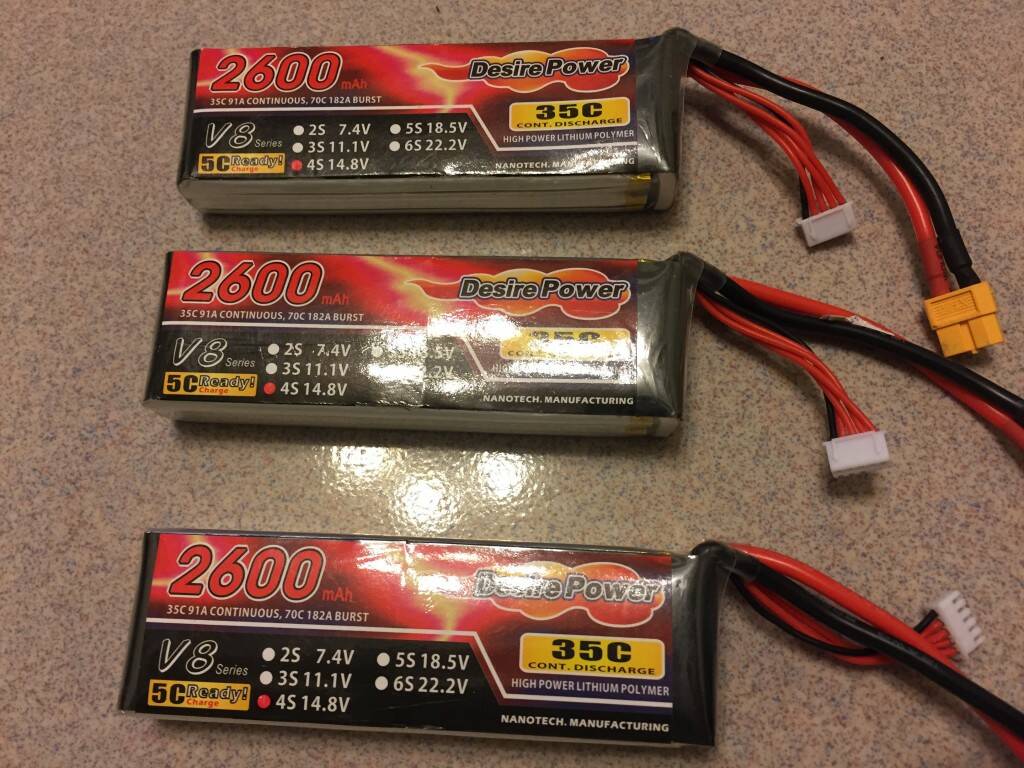 2600 mAh
Desire Power
35C 91A CONTINUOUS, 70C 182A BURST
35C
CONT. DISCHARGE
HIGH POWER LITHIUM POLYMER
V8 Series
2S 7.4V
5S 18.5V
3S 11.1V
6S 22.2V
5C Ready!
Charge
4S 14.8V
NANOTECH. MANUFACTURING
2600 mAh
Desire Power
35C 91A CONTINUOUS, 70C 182A BURST
35C
V8 Series
2S 7.4V
3S 11.1V
5C Ready!
Charge
4S 14.8V
NANOTECH. MANUFACTURING
2600 mAh
Desire Power
35C 91A CONTINUOUS, 70C 182A BURST
35C
CONT. DISCHARGE
HIGH POWER LITHIUM POLYMER
V8 Series
2S 7.4V
5S 18.5V
3S 11.1V
6S 22.2V
5C Ready!
Charge
4S 14.8V
NANOTECH. MANUFACTURING